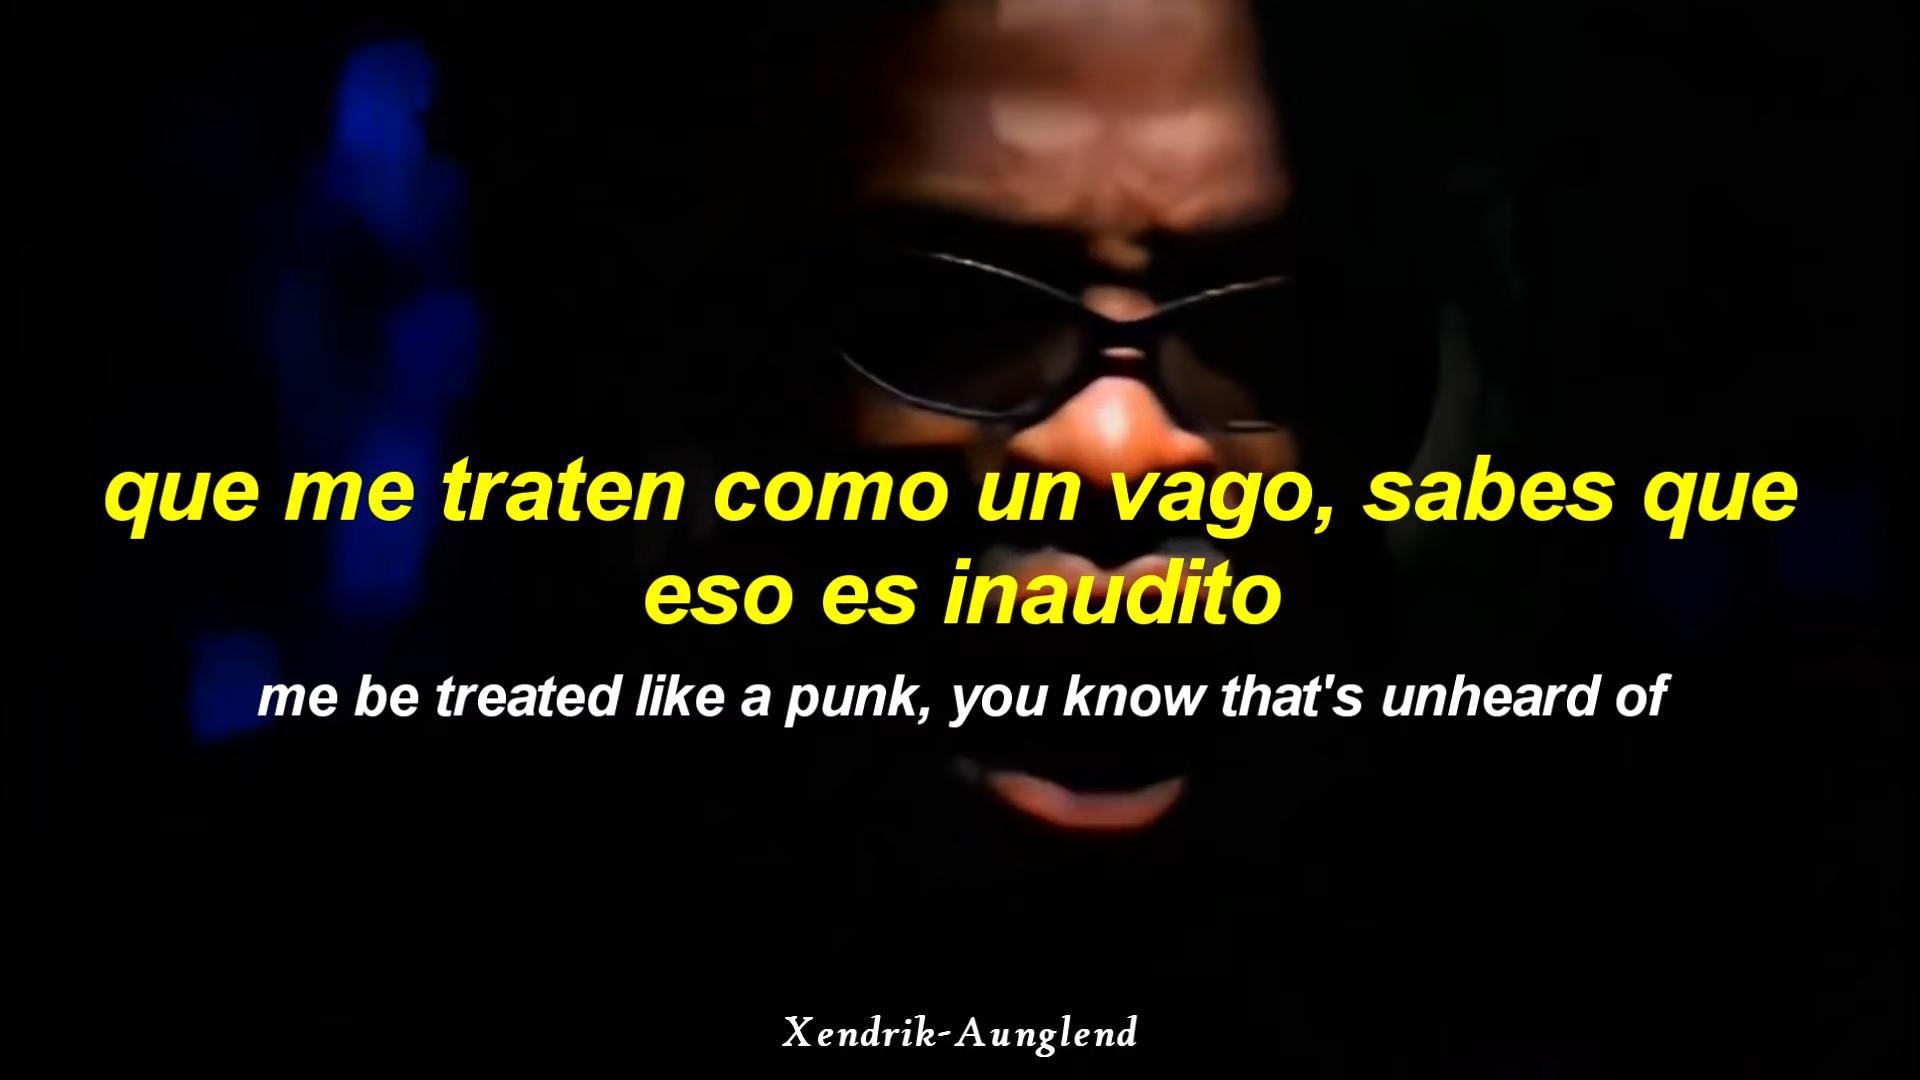 que me traten como un vago, sabes que
eso es inaudito
me be treated like a punk, you know that's unheard of
Xendrik-Aunglend